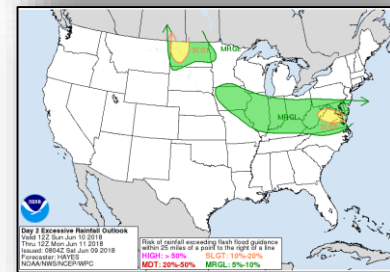 SLGT
MRGL
MRGL
SLGT
noaa
Day 2 Excessive Rainfall Outlook
Valid 12Z Sun Jun 10 2018
Thru 12Z Mon Jun 11 2018
Issued: 0804Z Sat Jun 09 2018
Forecaster: HAYES
NOAA/NWS/NCEP/WPC
Risk of rainfall exceeding flash flood guidance
within 25 miles of a point to the right of a line
HIGH: > 50% SLGT: 10%-20%
MDT: 20%-50% MRGL: 5%-10%